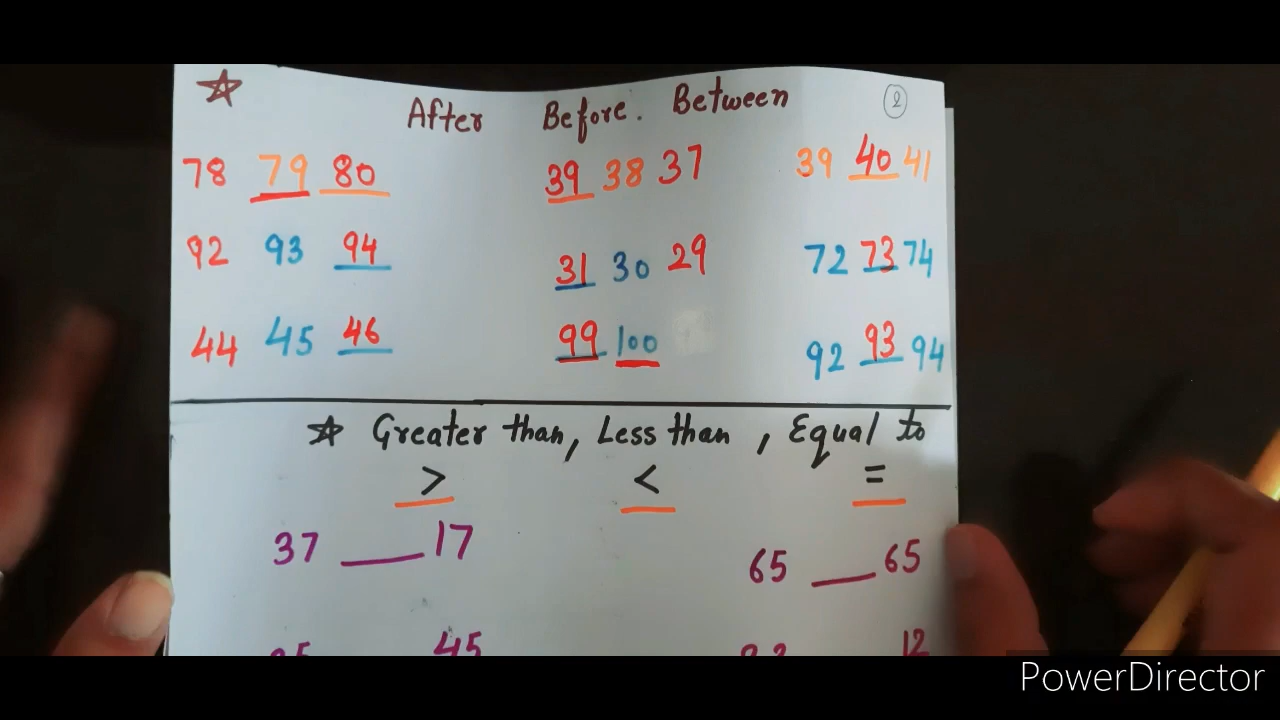 After Before. Between 2
78 79 80 39 38 37 39 40 41
92 93 94 31 30 29 72 73 74
44 45 46 99 100 92 93 94
Greater than, Less than, Equal to
> < =
37 ___ 17 65 ___ 65
45 12
PowerDirector